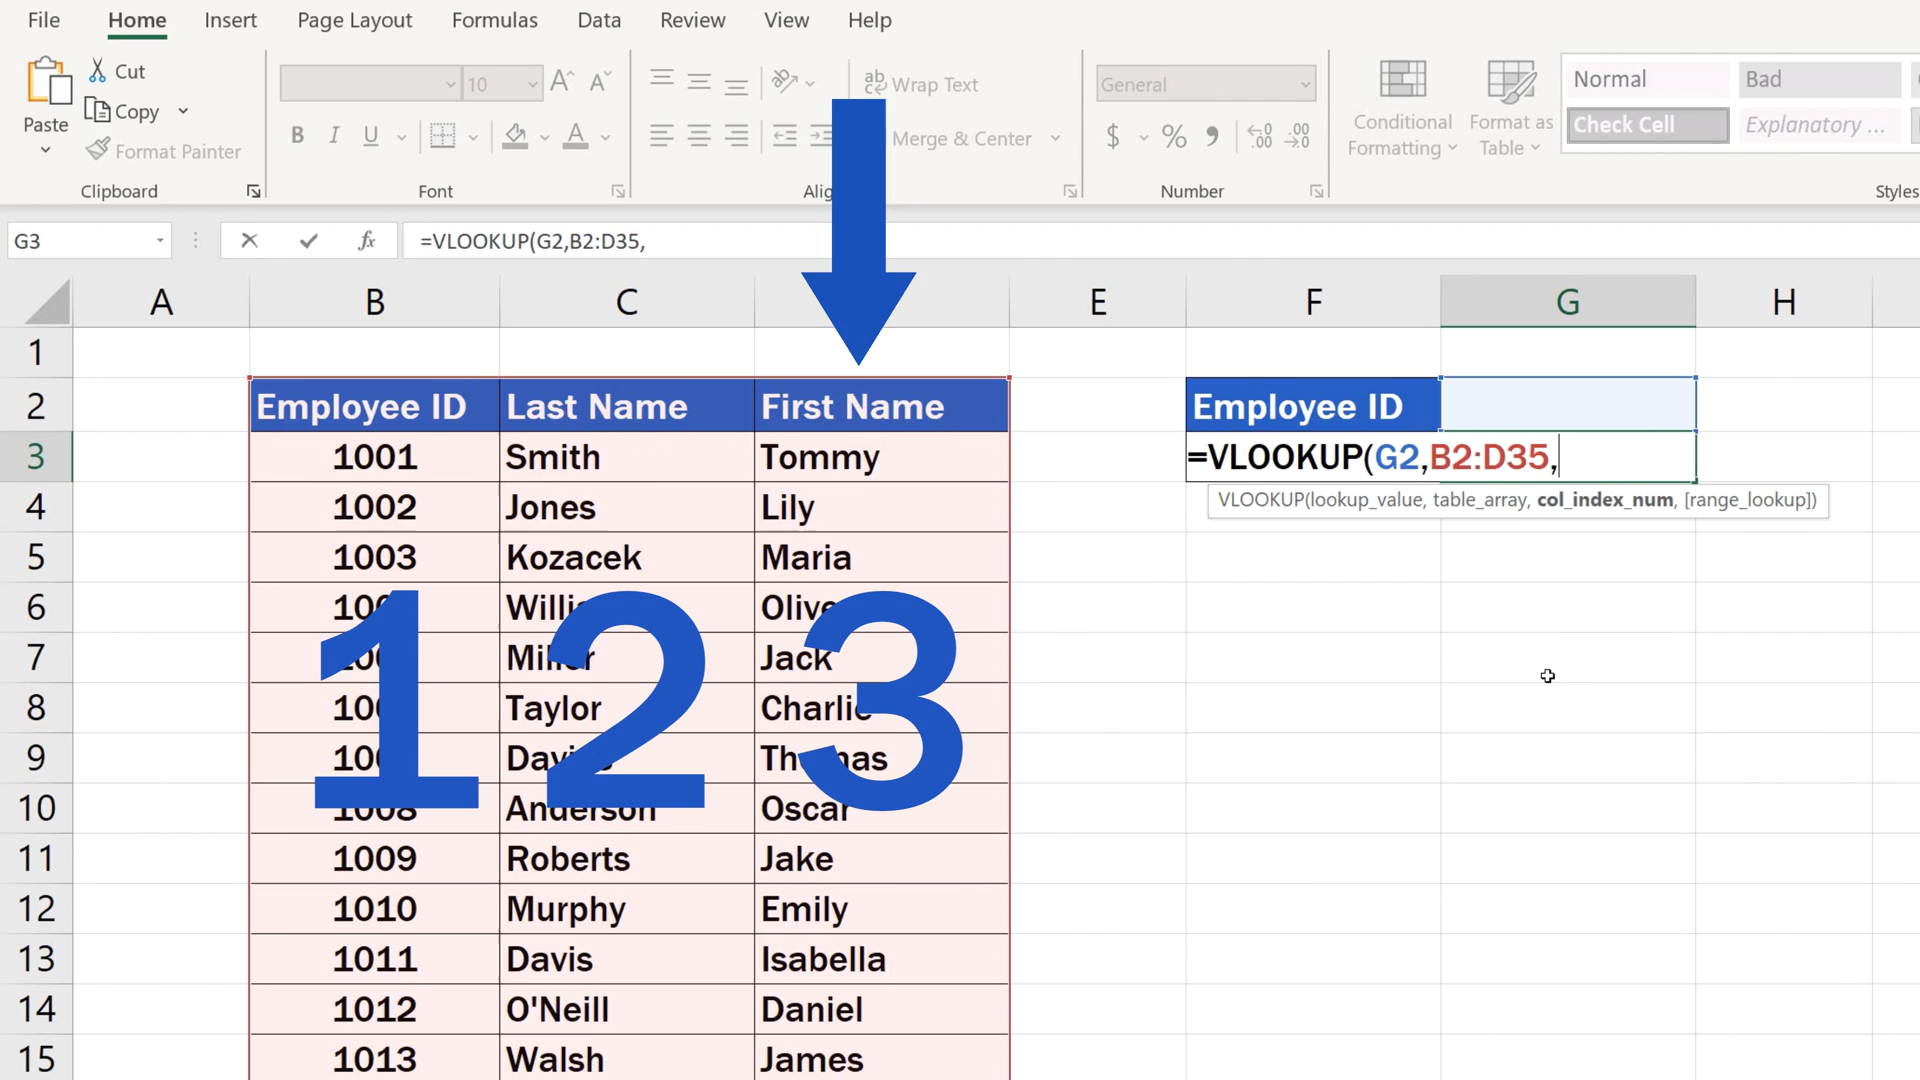 File Home Insert Page Layout Formulas Data Review View Help
Cut
Copy
Format Painter
Paste
Clipboard
10
B I U
Font
Wrap Text
Merge & Center
General
$ % 9
Number
Conditional
Formatting
Format as
Table
Normal Bad
Check Cell Explanatory ...
Styles
G3 fx =VLOOKUP(G2,B2:D35,
A B C E F G H
1
2 Employee ID Last Name First Name Employee ID
3 1001 Smith Tommy =VLOOKUP(G2,B2:D35,
VLOOKUP(lookup_value, table_array, col_index_num, [range_lookup])
4 1002 Jones Lily
5 1003 Kozacek Maria
6
7 Jack
8 Taylor Charlie
9
10 1008 Anderson Oscar
11 1009 Roberts Jake
12 1010 Murphy Emily
13 1011 Davis Isabella
14 1012 O'Neill Daniel
15 1013 Walsh James
1 2 3